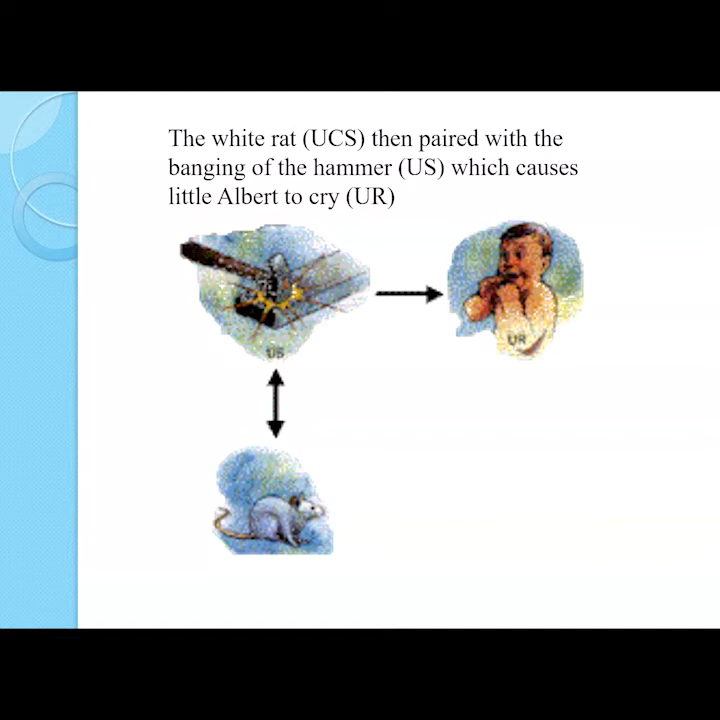 The white rat (UCS) then paired with the
banging of the hammer (US) which causes
little Albert to cry (UR)
US
UR